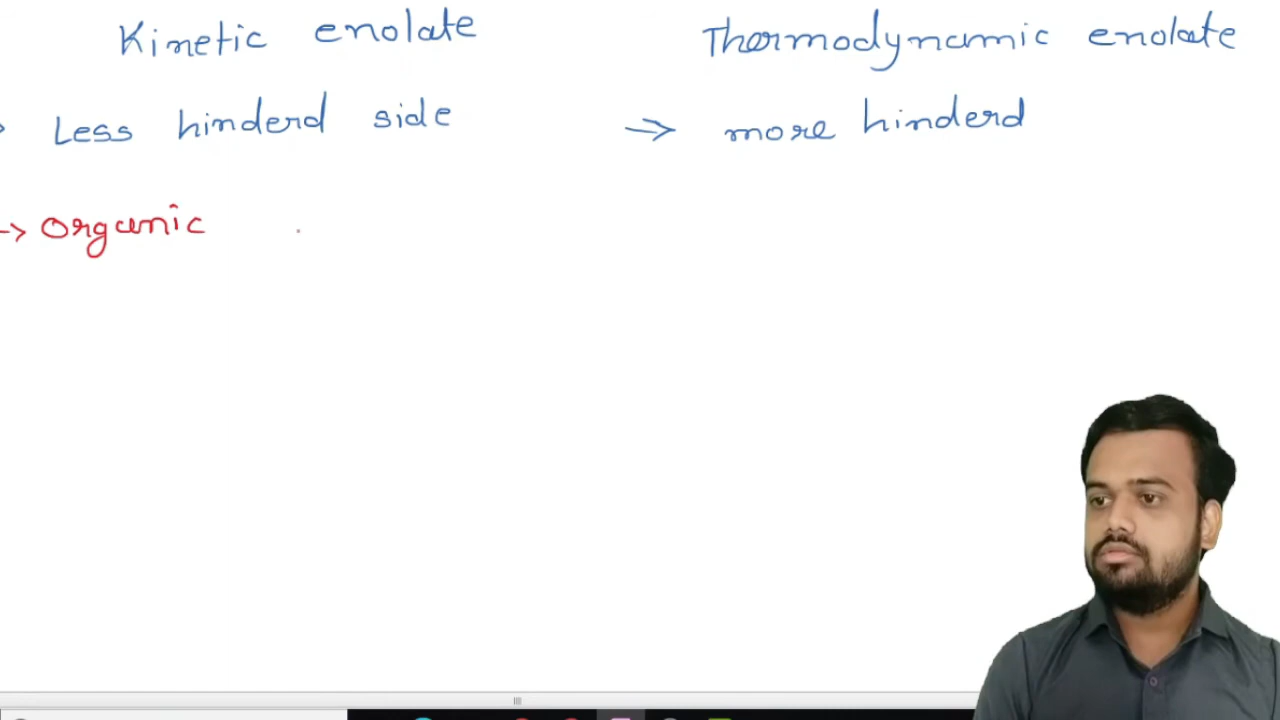 Kinetic enolate
Thermodynamic enolate
Less hinderd side
⇒ more hinderd
→ organic